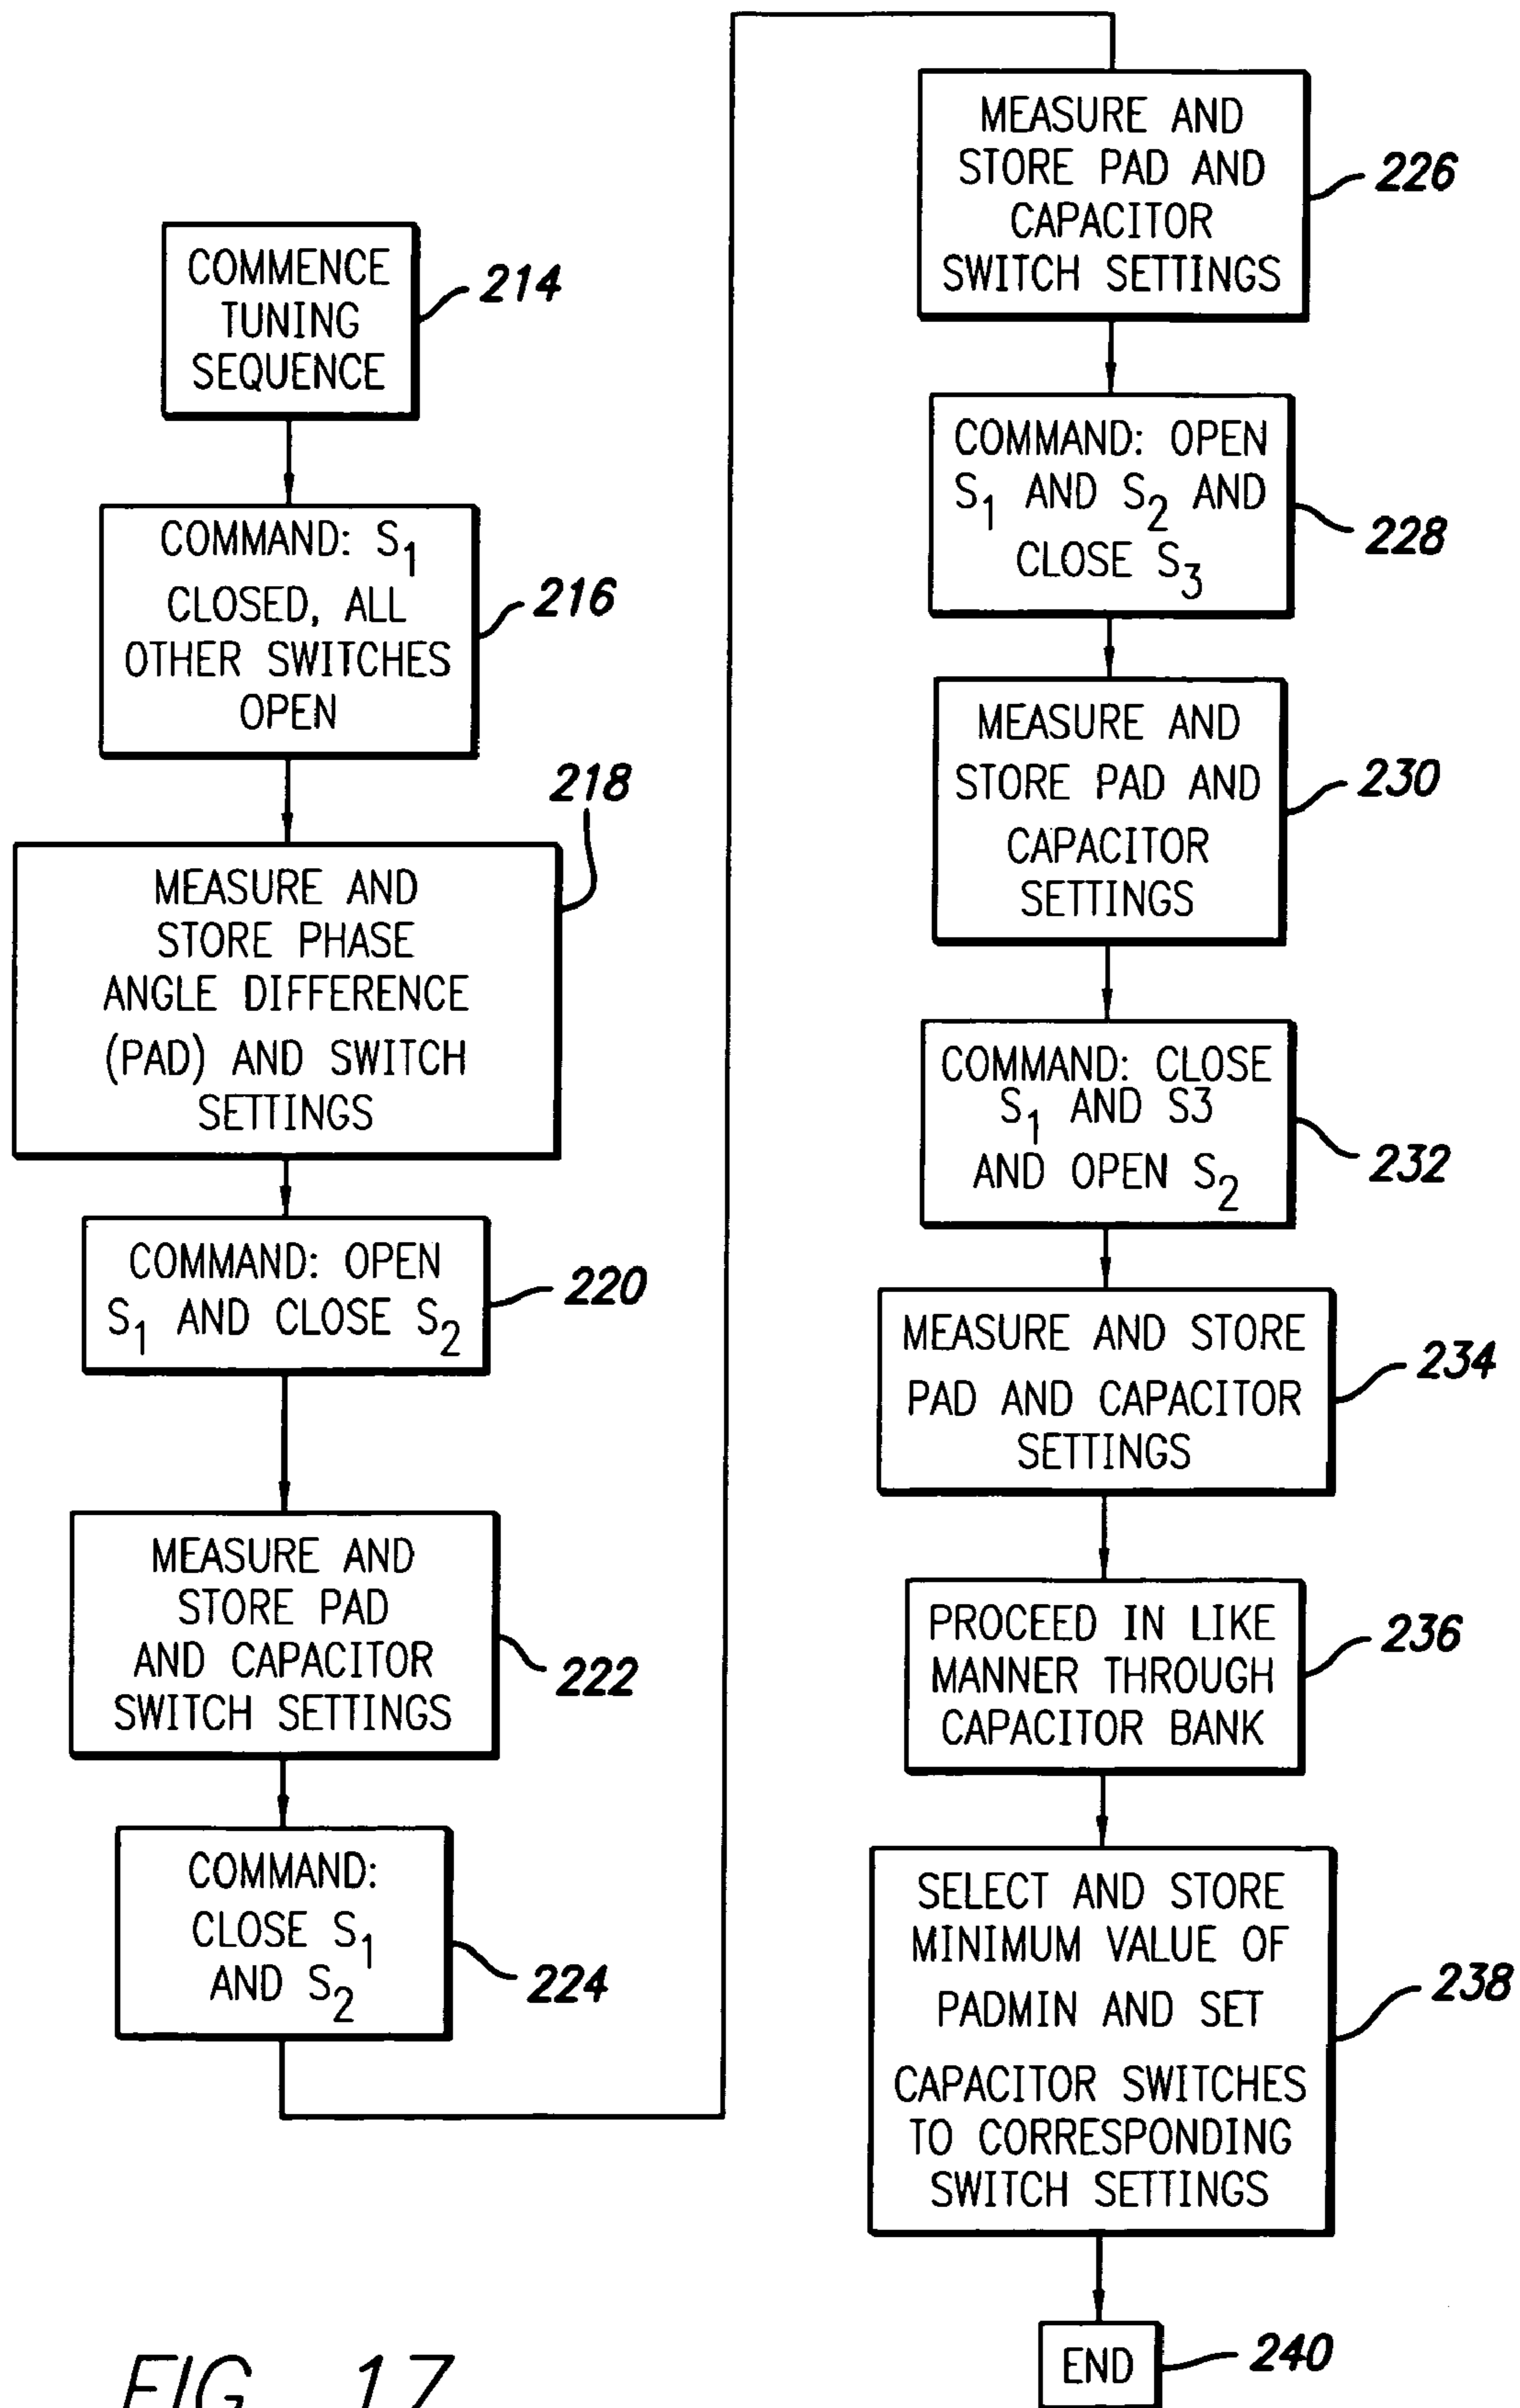 COMMENCE
TUNING
SEQUENCE
214
COMMAND: S1
CLOSED, ALL
OTHER SWITCHES
OPEN
216
218
MEASURE AND
STORE PHASE
ANGLE DIFFERENCE
(PAD) AND SWITCH
SETTINGS
COMMAND: OPEN
S1 AND CLOSE S2
220
MEASURE AND
STORE PAD
AND CAPACITOR
SWITCH SETTINGS
222
COMMAND:
CLOSE S1
AND S2
224
MEASURE AND
STORE PAD AND
CAPACITOR
SWITCH SETTINGS
226
COMMAND: OPEN
S1 AND S2 AND
CLOSE S3
228
MEASURE AND
STORE PAD AND
CAPACITOR
SETTINGS
230
COMMAND: CLOSE
S1 AND S3
AND OPEN S2
232
MEASURE AND STORE
PAD AND CAPACITOR
SETTINGS
234
PROCEED IN LIKE
MANNER THROUGH
CAPACITOR BANK
236
SELECT AND STORE
MINIMUM VALUE OF
PADMIN AND SET
CAPACITOR SWITCHES
TO CORRESPONDING
SWITCH SETTINGS
238
END
240
FIG. 17